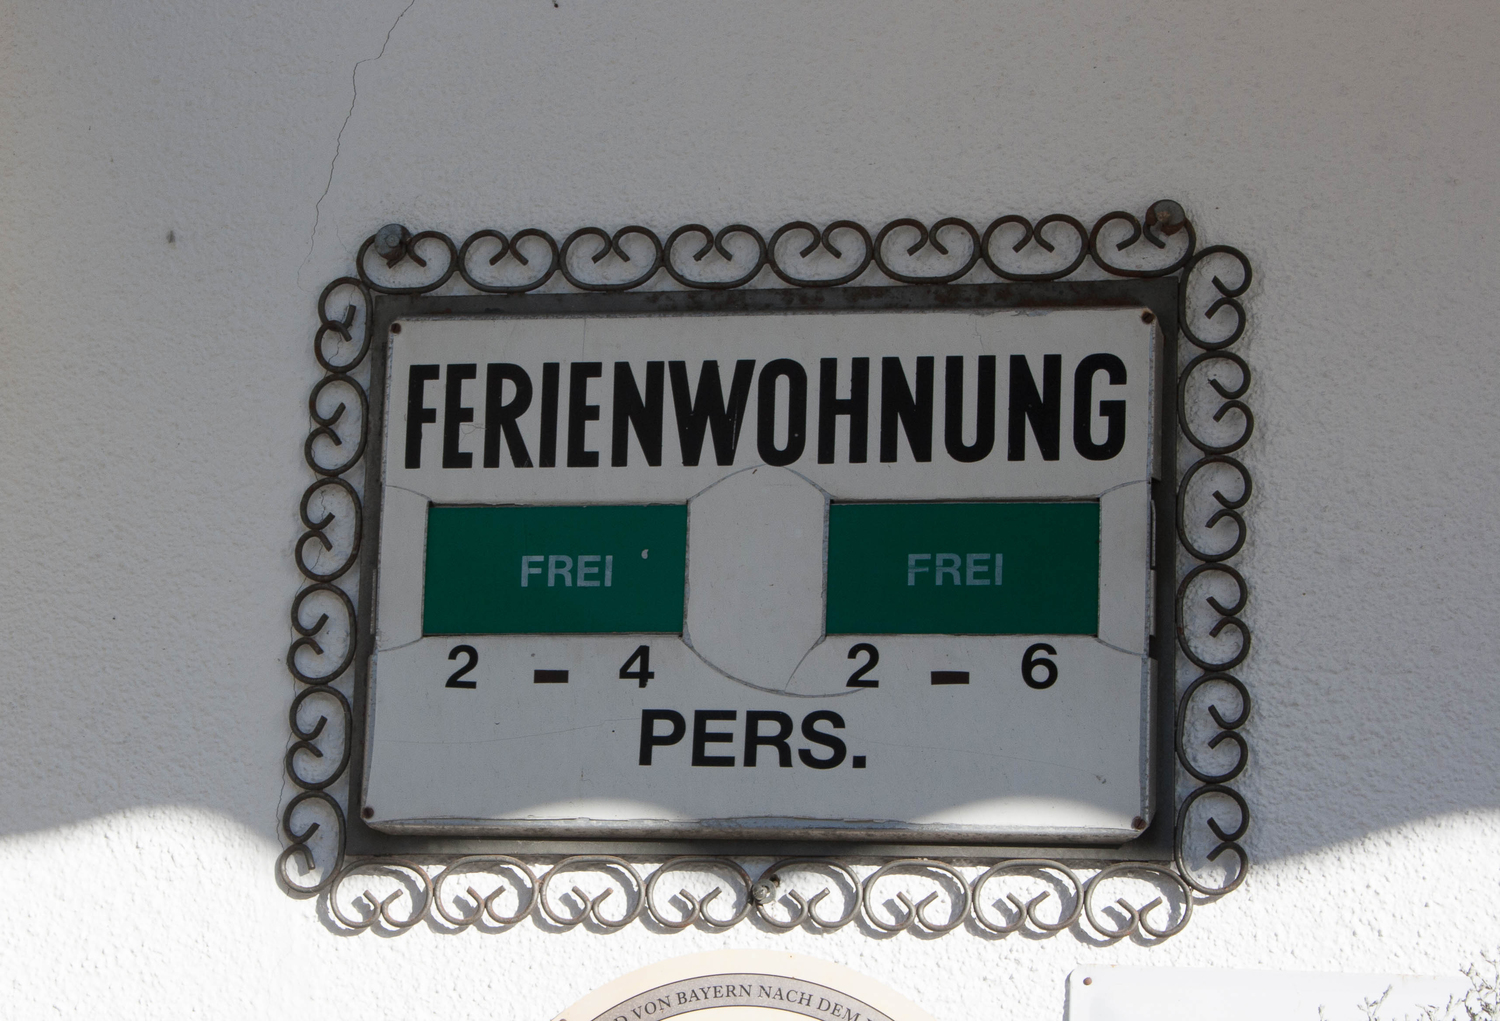 FERIENWOHNUNG
FREI FREI
2 - 4 2 - 6
PERS.
VON BAYERN NACH DEM